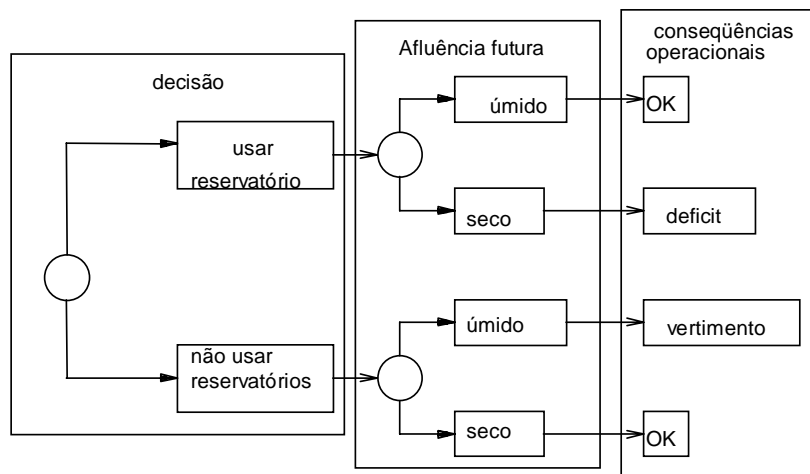 decisão
usar
reservatório
não usar
reservatórios
Afluência futura
úmido
seco
úmido
seco
conseqüências
operacionais
OK
deficit
vertimento
OK